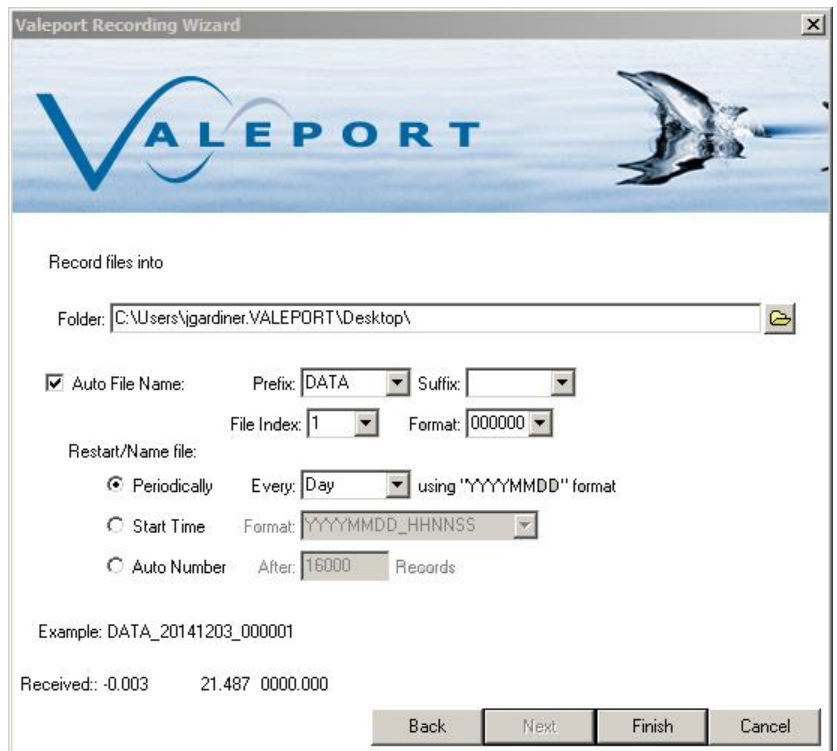 Valeport Recording Wizard
VALEPORT
Record files into
Folder: C:\Users\jgardiner.VALEPORT\Desktop\
Auto File Name: Prefix: DATA Suffix:
File Index: 1 Format: 000000
Restart/Name file:
Periodically Every: Day using "YYYYMMDD" format
Start Time Format: YYYYMMDD_HHNNSS
Auto Number After: 16000 Records
Example: DATA_20141203_000001
Received:: -0.003 21.487 0000.000
Back Next Finish Cancel